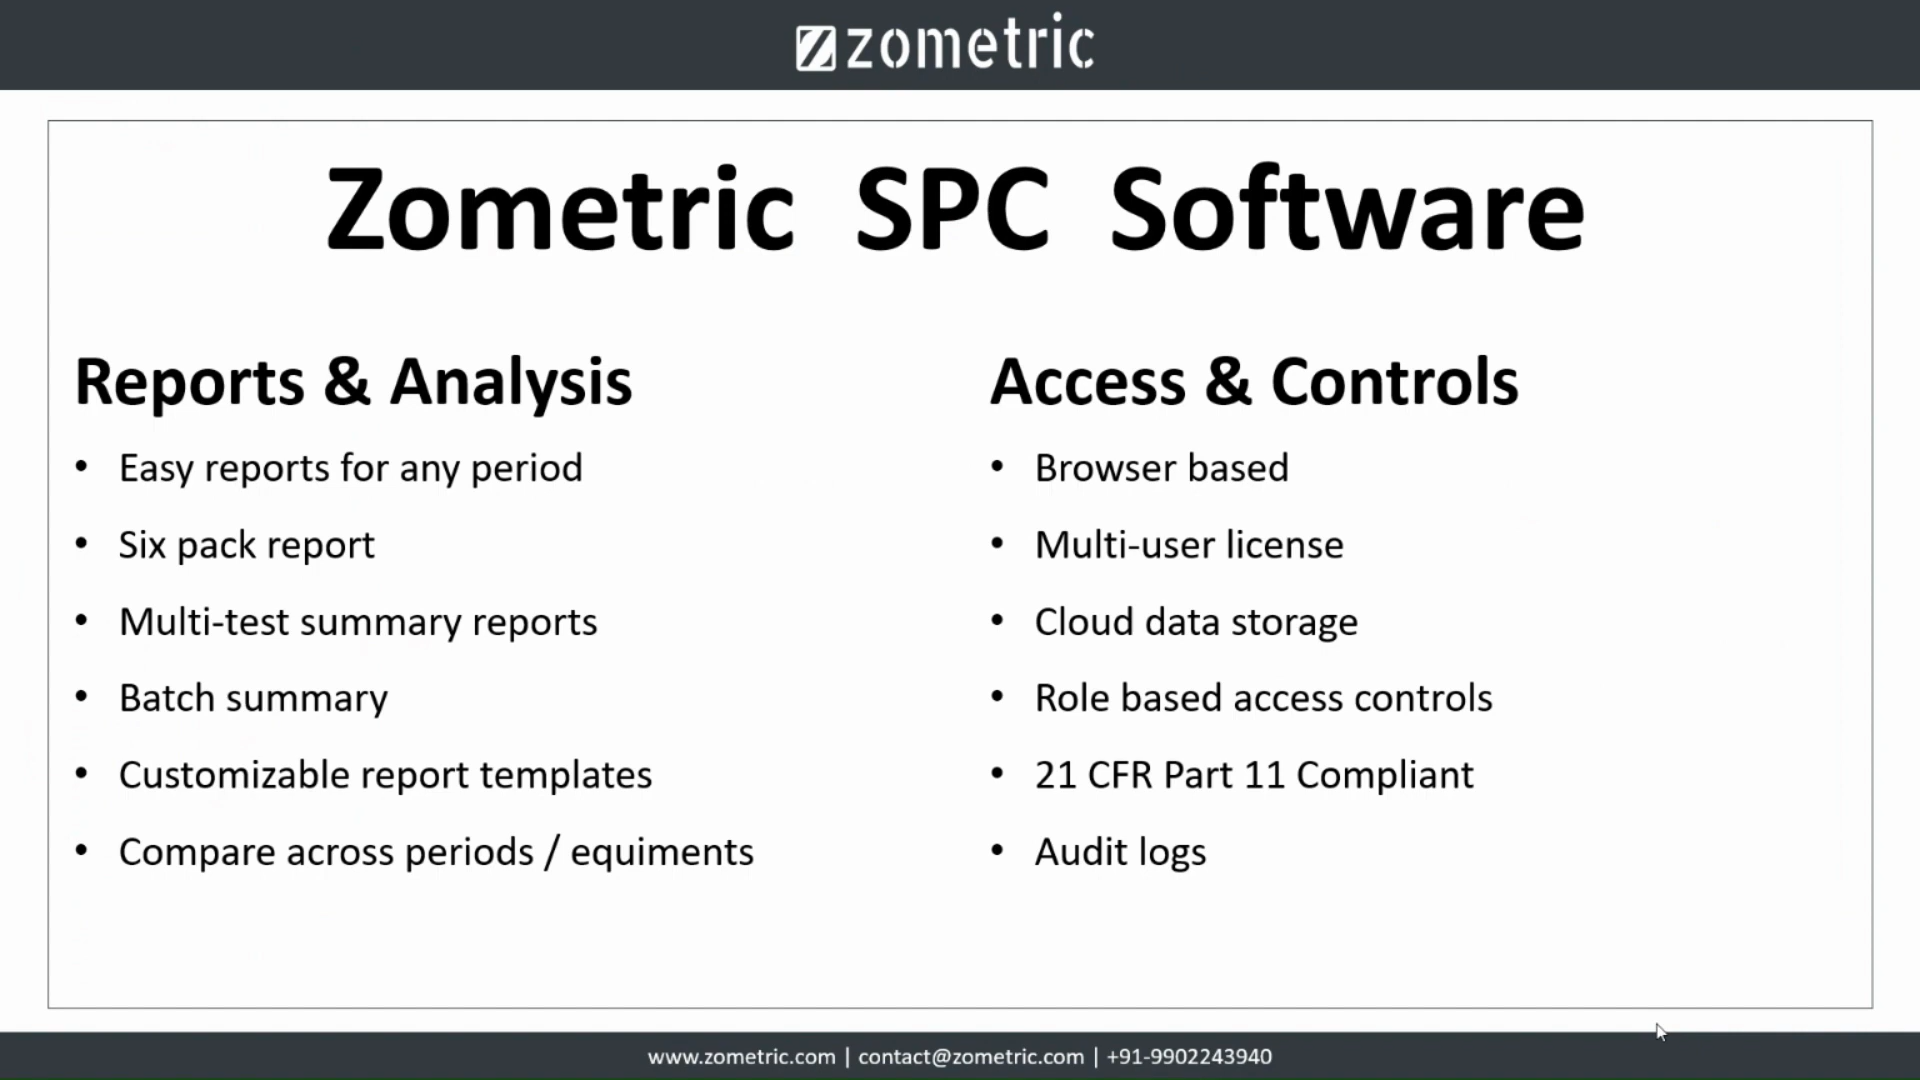 zometric
Zometric SPC Software
Reports & Analysis
• Easy reports for any period
• Six pack report
• Multi-test summary reports
• Batch summary
• Customizable report templates
• Compare across periods / equiments
Access & Controls
• Browser based
• Multi-user license
• Cloud data storage
• Role based access controls
• 21 CFR Part 11 Compliant
• Audit logs
www.zometric.com | contact@zometric.com | +91-9902243940